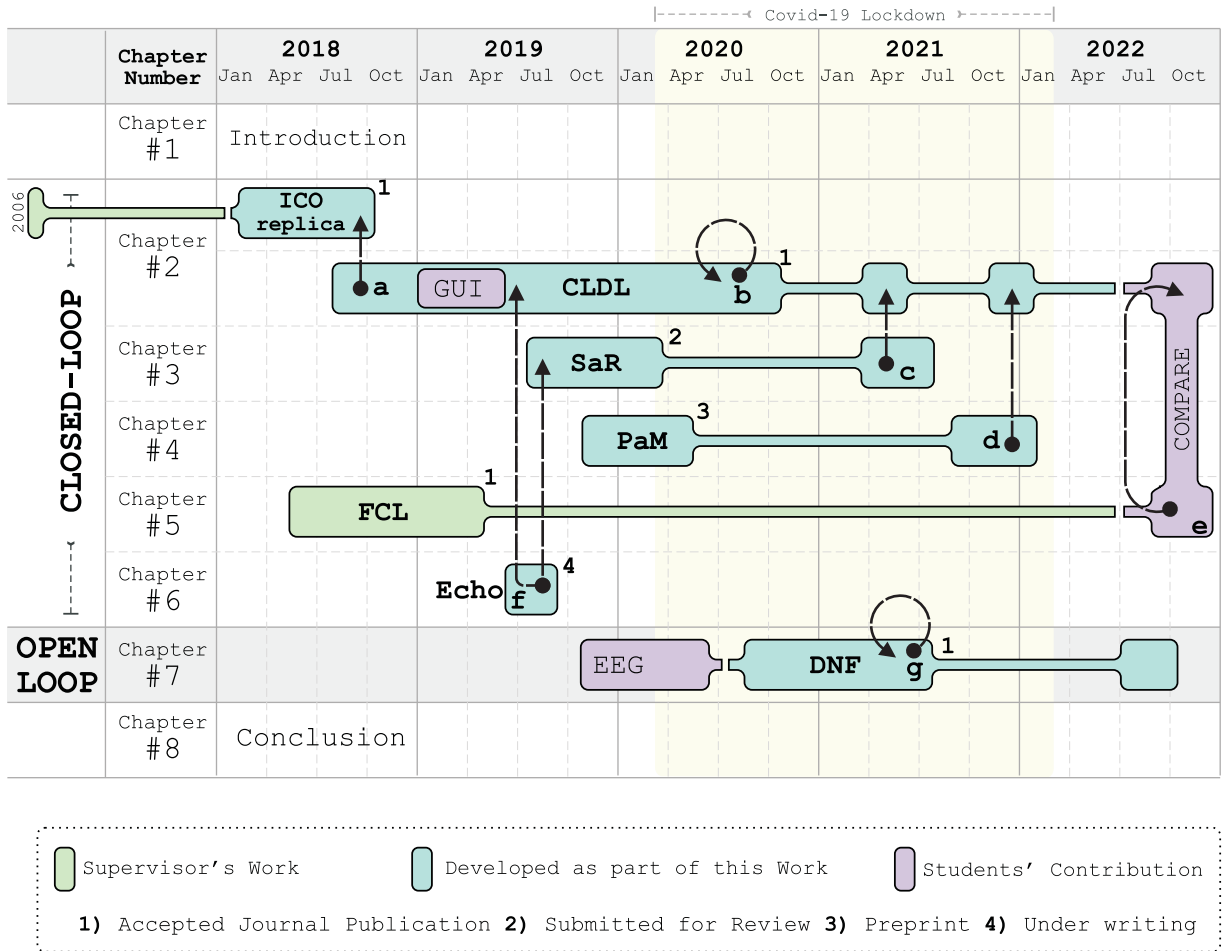 Covid-19 Lockdown
Chapter Number 2018 2019 2020 2021 2022
Jan Apr Jul Oct Jan Apr Jul Oct Jan Apr Jul Oct Jan Apr Jul Oct Jan Apr Jul Oct
Chapter #1 Introduction
2006
ICO replica 1
Chapter #2
a GUI CLDL b 1
CLOSED-LOOP
Chapter #3 SaR 2 c
COMPARE
Chapter #4 PaM 3 d
Chapter #5 FCL 1 e
Chapter #6 Echo f 4
OPEN LOOP Chapter #7 EEG DNF g 1
Chapter #8 Conclusion
Supervisor's Work Developed as part of this Work Students' Contribution
1) Accepted Journal Publication 2) Submitted for Review 3) Preprint 4) Under writing